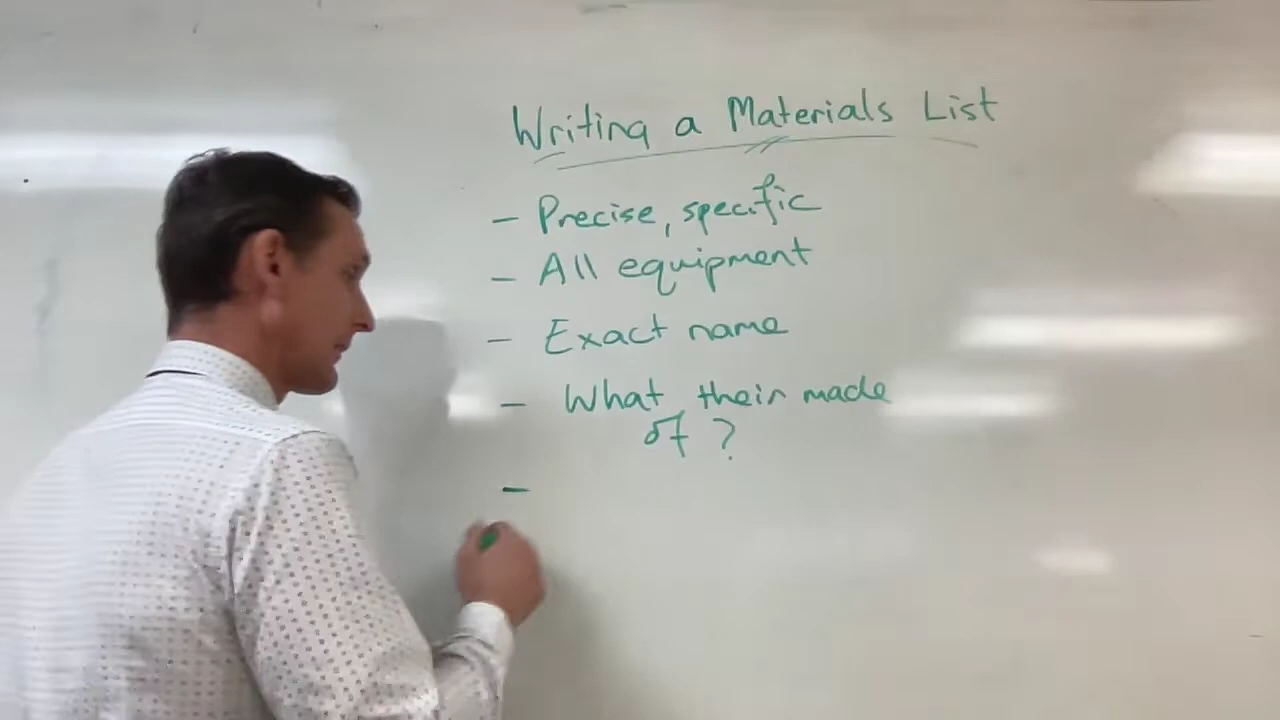 Writing a Materials List
- Precise, specific
- All equipment
- Exact name
- What their made
of ?
-